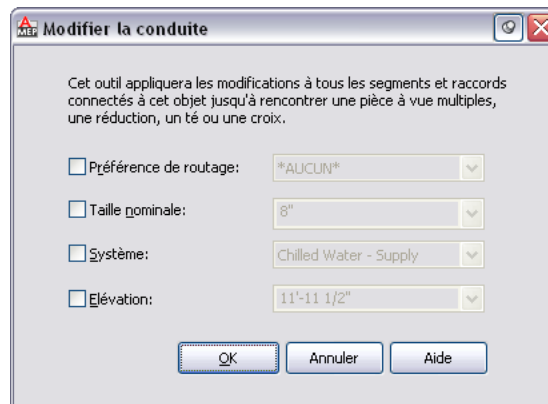 A MEP Modifier la conduite
Cet outil appliquera les modifications à tous les segments et raccords
connectés à cet objet jusqu'à rencontrer une pièce à vue multiples,
une réduction, un té ou une croix.
Préférence de routage: *AUCUN*
Taille nominale: 8"
Système: Chilled Water - Supply
Elévation: 11'-11 1/2"
OK Annuler Aide